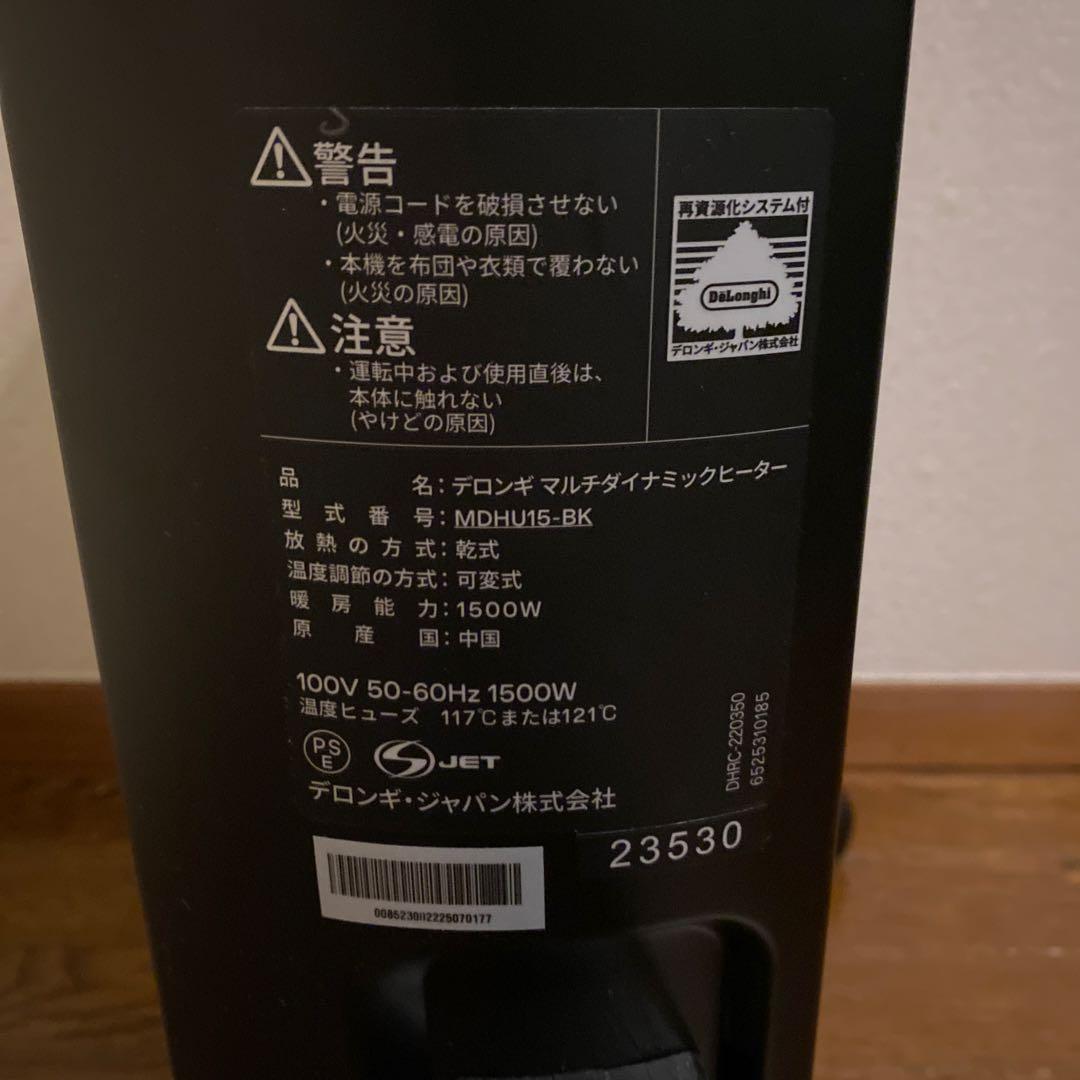 警告
・電源コードを破損させない
(火災・感電の原因)
・本機を布団や衣類で覆わない
(火災の原因)
注意
・運転中および使用直後は、
本体に触れない
(やけどの原因)
再資源化システム付
DeLonghi
デロンギ・ジャパン株式会社
品名：デロンギ マルチダイナミックヒーター
型式番号：MDHU15-BK
放熱の方式：乾式
温度調節の方式：可変式
暖房能力：1500W
原産国：中国
100V 50-60Hz 1500W
温度ヒューズ 117℃または121℃
PS
E
S JET
デロンギ・ジャパン株式会社
DHRC-220350
6525310185
23530